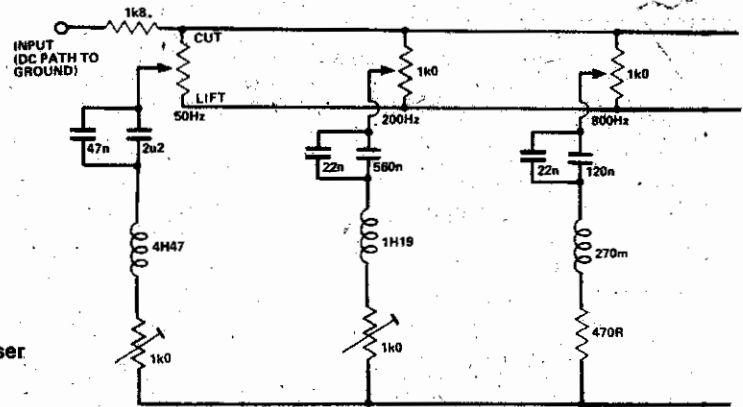 1k8
INPUT
(DC PATH TO
GROUND)
CUT
LIFT
50Hz
1k0
200Hz
1k0
800Hz
47n
2u2
22n
560n
22n
120n
4H47
1H19
270m
1k0
1k0
470R
ser